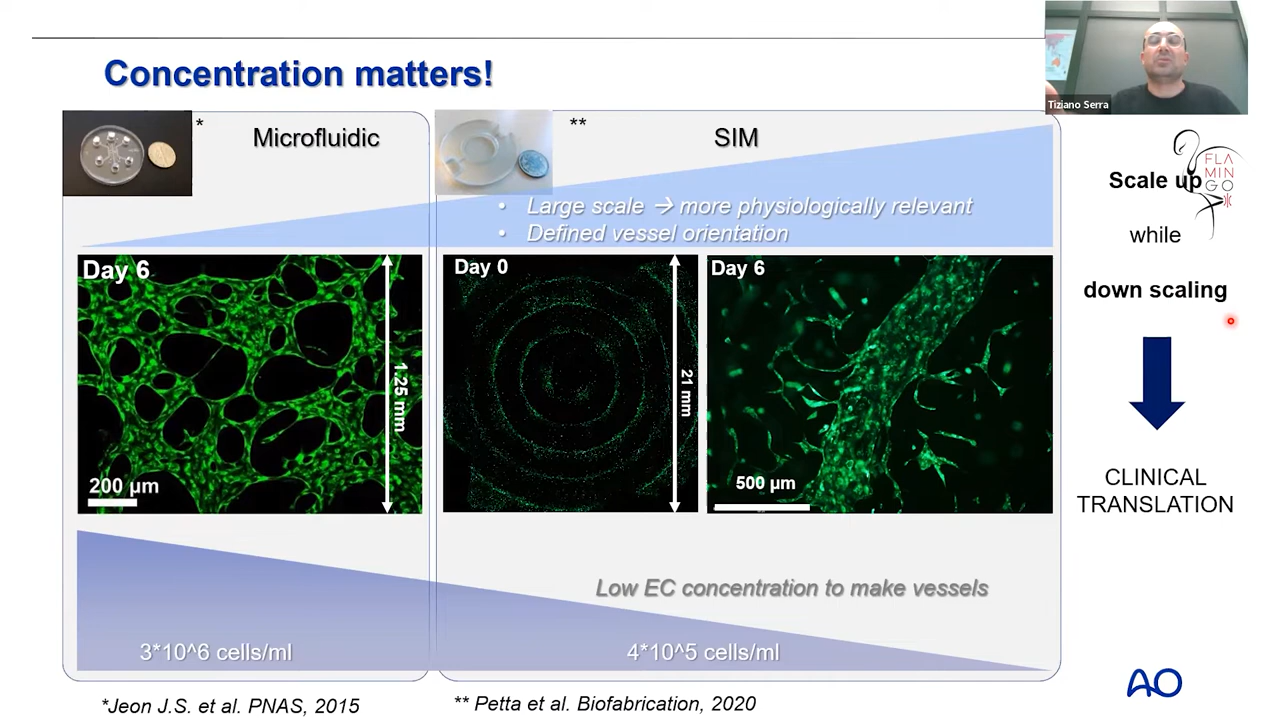 Concentration matters!
Tiziano Serra
*
Microfluidic
**
SIM
• Large scale → more physiologically relevant
• Defined vessel orientation
Day 6
1.25 mm
200 µm
Day 0
21 mm
Day 6
500 µm
Low EC concentration to make vessels
3*10^6 cells/ml
4*10^5 cells/ml
*Jeon J.S. et al. PNAS, 2015
** Petta et al. Biofabrication, 2020
FLA
MIN
GO
Scale up
while
down scaling
CLINICAL
TRANSLATION
AO